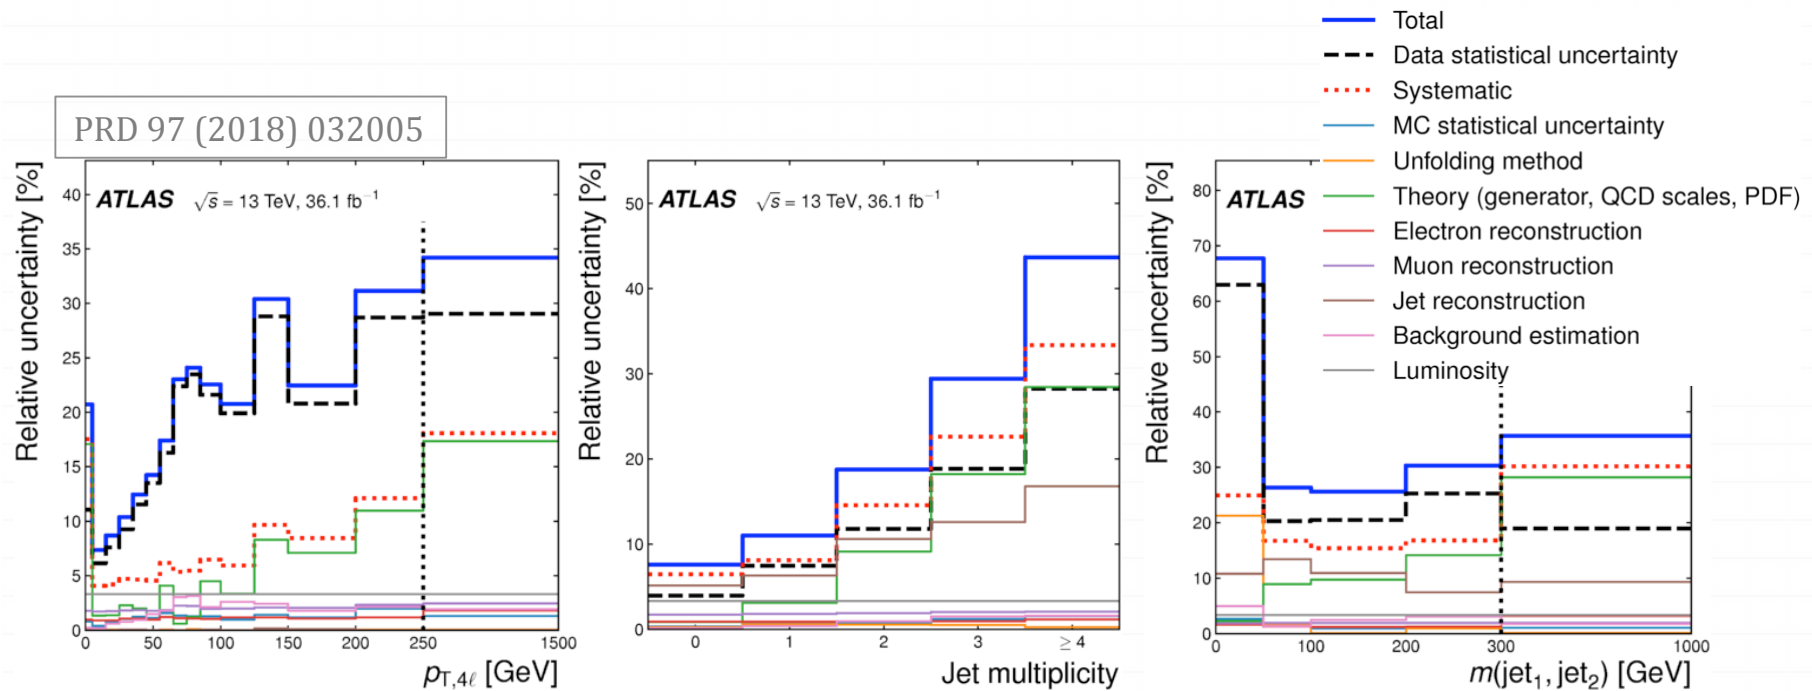 Total
Data statistical uncertainty
Systematic
MC statistical uncertainty
Unfolding method
Theory (generator, QCD scales, PDF)
Electron reconstruction
Muon reconstruction
Jet reconstruction
Background estimation
Luminosity
PRD 97 (2018) 032005
Relative uncertainty [%]
40
35
30
25
20
15
10
5
0
ATLAS √s = 13 TeV, 36.1 fb⁻¹
0 50 100 150 200 250 1500
p_T,4ℓ [GeV]
Relative uncertainty [%]
50
40
30
20
10
0
ATLAS √s = 13 TeV, 36.1 fb⁻¹
0 1 2 3 ≥ 4
Jet multiplicity
Relative uncertainty [%]
80
70
60
50
40
30
20
10
0
ATLAS
0 100 200 300 1000
m(jet₁, jet₂) [GeV]